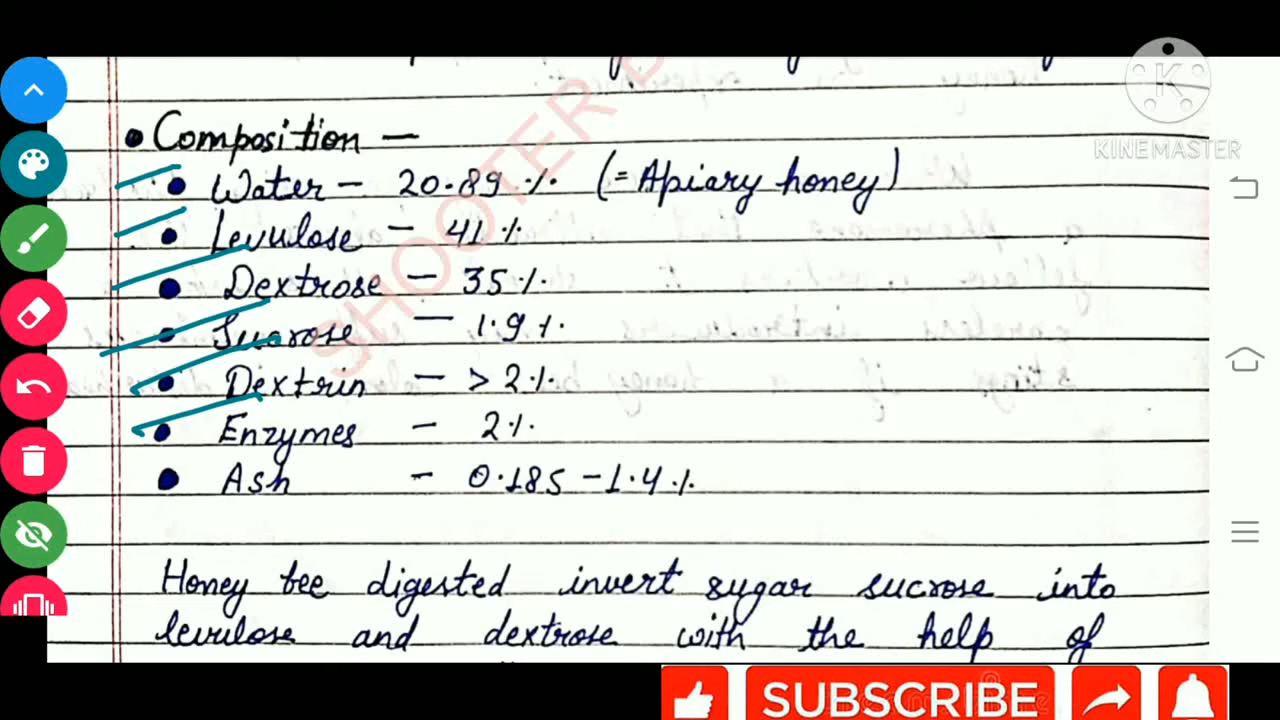 • Composition —
• Water – 20.89 % (= Apiary honey)
• Levulose – 41 %
• Dextrose – 35 %
• Sucrose – 1.9 %
• Dextrin – > 2 %
• Enzymes – 2 %
• Ash – 0.185 – 1.4 %
Honey bee digested invert sugar sucrose into
levulose and dextrose with the help of
SHOOTER
KINEMASTER
SUBSCRIBE